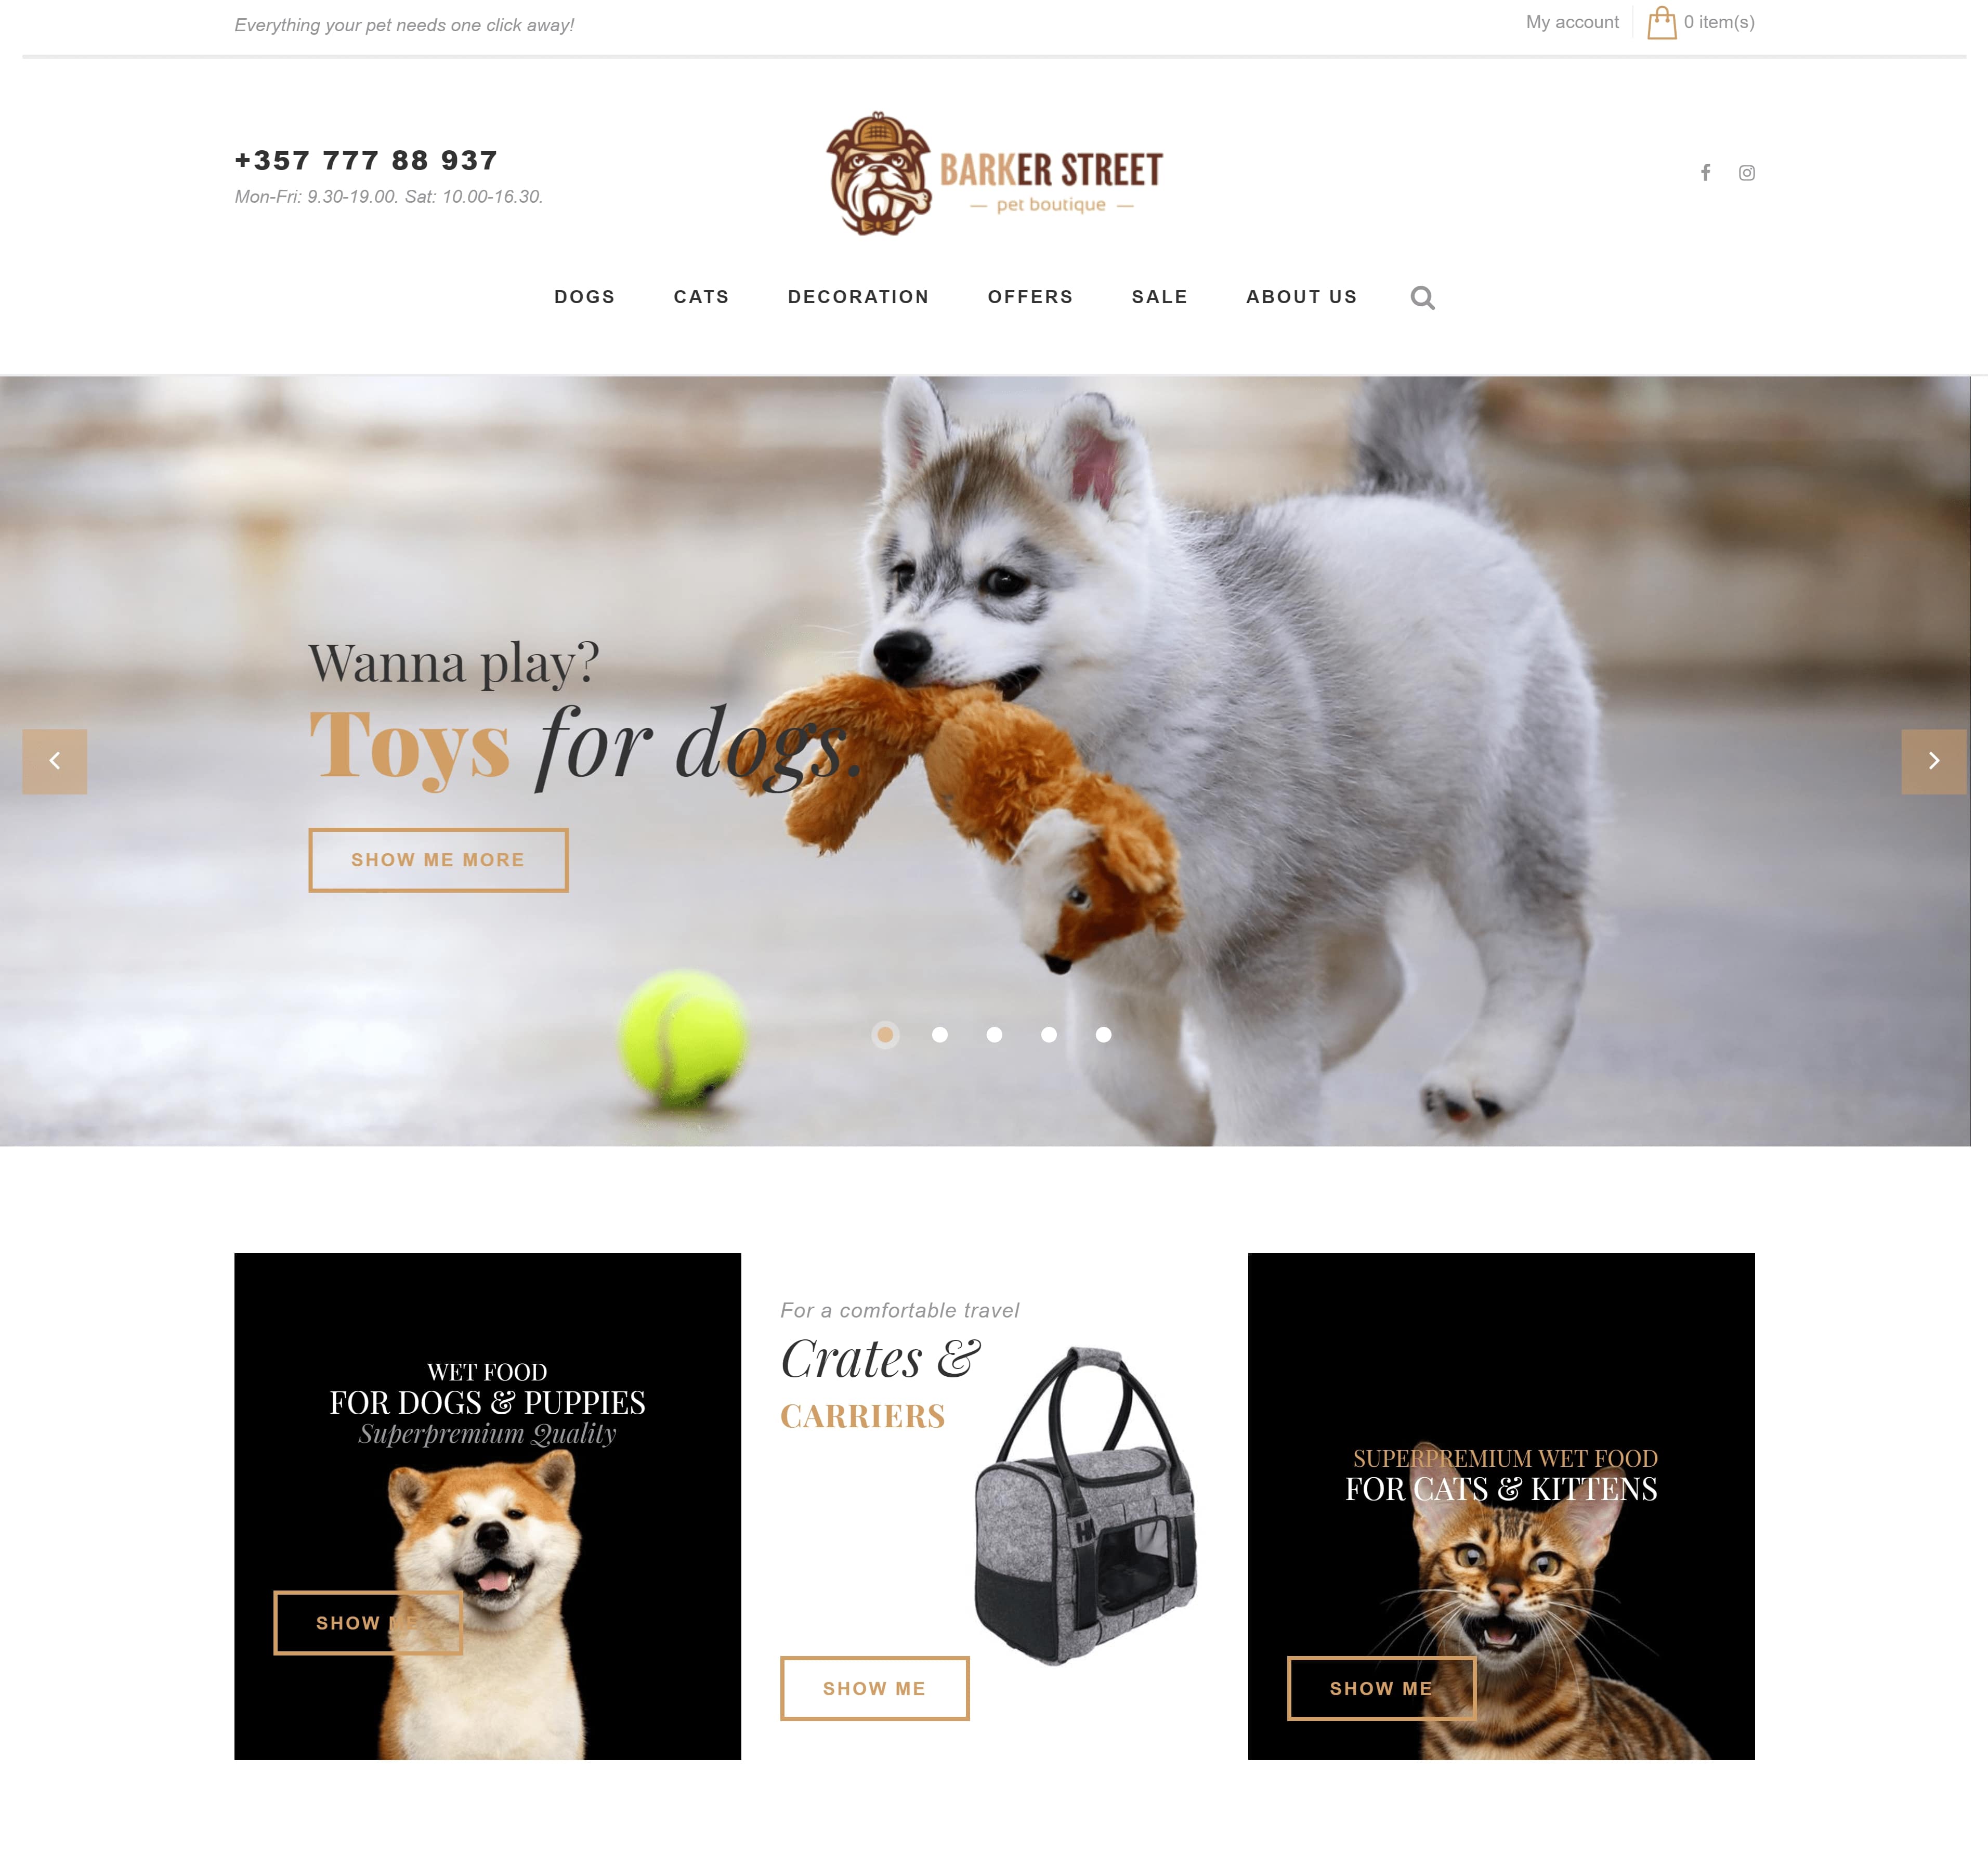 Everything your pet needs one click away!
My account
0 item(s)
+357 777 88 937
Mon-Fri: 9.30-19.00. Sat: 10.00-16.30.
BARKER STREET
— pet boutique —
DOGS CATS DECORATION OFFERS SALE ABOUT US
Wanna play?
Toys for dogs.
SHOW ME MORE
WET FOOD
FOR DOGS & PUPPIES
Superpremium Quality
SHOW ME
For a comfortable travel
Crates &
CARRIERS
SHOW ME
SUPERPREMIUM WET FOOD
FOR CATS & KITTENS
SHOW ME